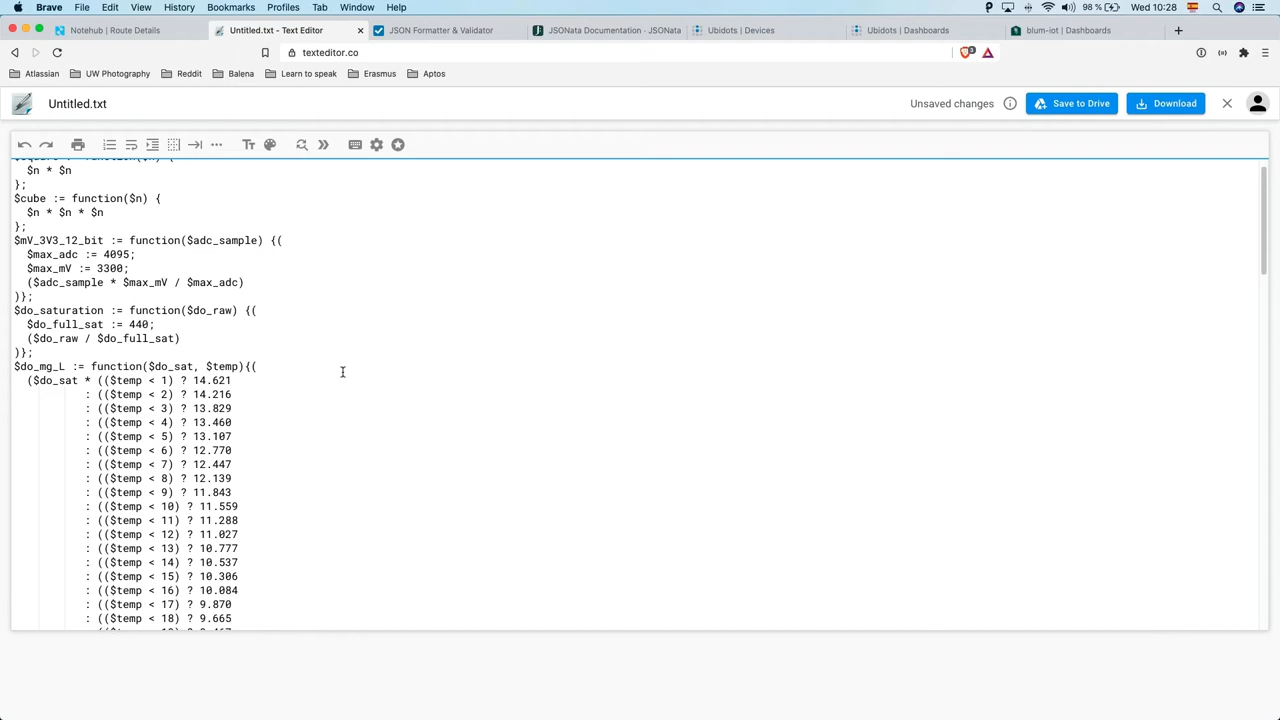 Brave File Edit View History Bookmarks Profiles Tab Window Help 98 % Wed 10:28
Notehub | Route Details
Untitled.txt - Text Editor
JSON Formatter & Validator
JSONata Documentation · JSONata
Ubidots | Devices
Ubidots | Dashboards
blum-iot | Dashboards
texteditor.co
Atlassian UW Photography Reddit Balena Learn to speak Erasmus Aptos
Untitled.txt
Unsaved changes
Save to Drive
Download
$n * $n
};
$cube := function($n) {
$n * $n * $n
};
$mV_3V3_12_bit := function($adc_sample) {(
$max_adc := 4095;
$max_mV := 3300;
($adc_sample * $max_mV / $max_adc)
)};
$do_saturation := function($do_raw) {(
$do_full_sat := 440;
($do_raw / $do_full_sat)
)};
$do_mg_L := function($do_sat, $temp){(
($do_sat * (($temp < 1) ? 14.621
: (($temp < 2) ? 14.216
: (($temp < 3) ? 13.829
: (($temp < 4) ? 13.460
: (($temp < 5) ? 13.107
: (($temp < 6) ? 12.770
: (($temp < 7) ? 12.447
: (($temp < 8) ? 12.139
: (($temp < 9) ? 11.843
: (($temp < 10) ? 11.559
: (($temp < 11) ? 11.288
: (($temp < 12) ? 11.027
: (($temp < 13) ? 10.777
: (($temp < 14) ? 10.537
: (($temp < 15) ? 10.306
: (($temp < 16) ? 10.084
: (($temp < 17) ? 9.870
: (($temp < 18) ? 9.665